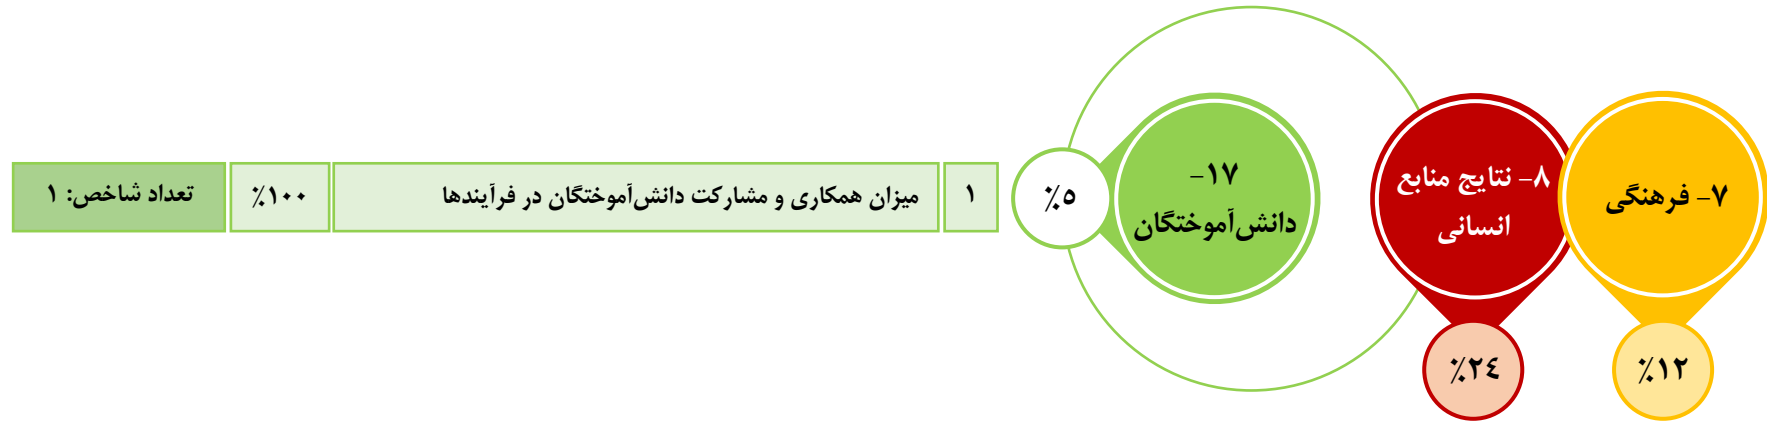 ۷- فرهنگی
٪۱۲
۸- نتایج منابع
انسانی
٪۲٤
۱۷-
دانش‌آموختگان
٪۵
۱
میزان همکاری و مشارکت دانش‌آموختگان در فرآیندها
٪۱۰۰
تعداد شاخص: ۱